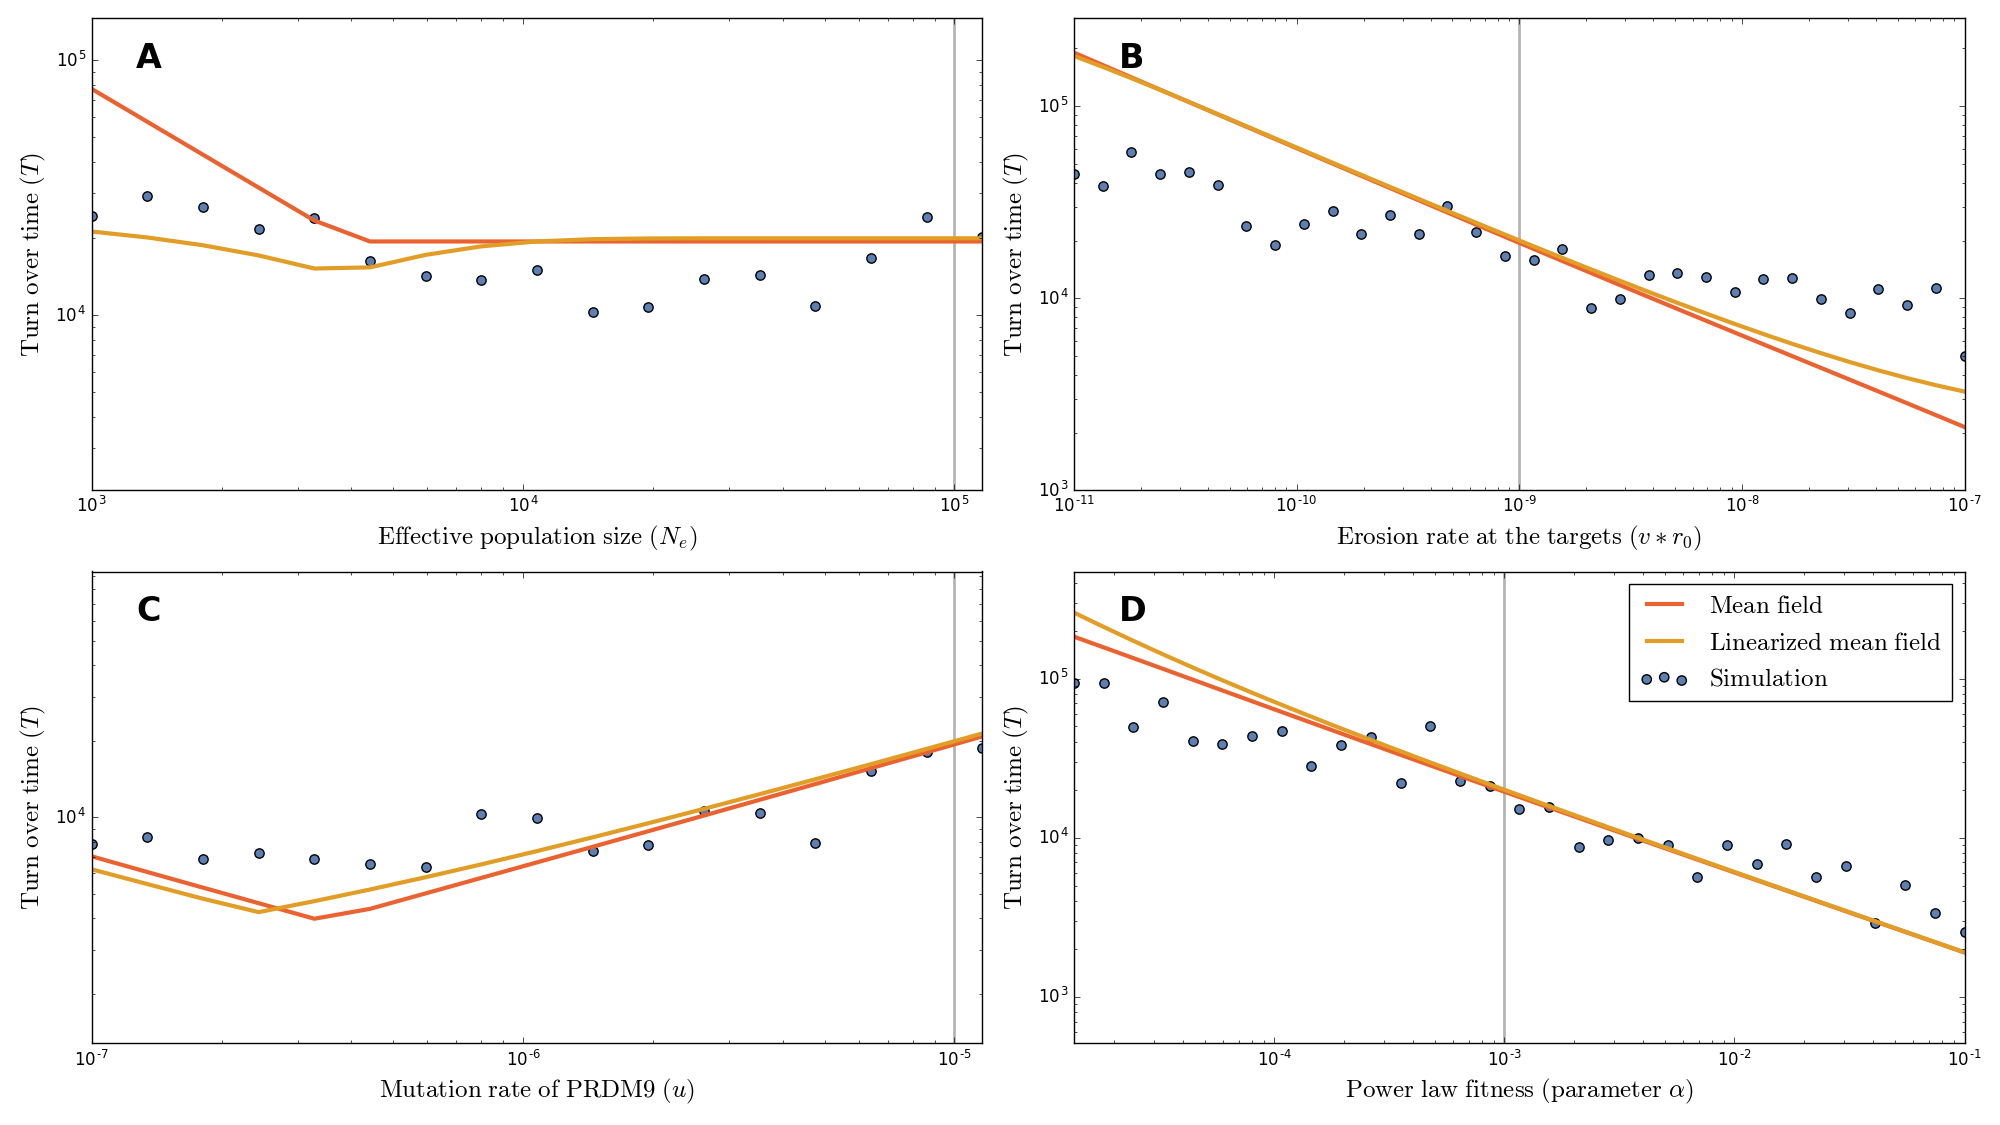 A
10^5
10^4
Turn over time (T)
10^3 10^4 10^5
Effective population size (N_e)
B
10^5
10^4
10^3
Turn over time (T)
10^-11 10^-10 10^-9 10^-8 10^-7
Erosion rate at the targets (v * r_0)
C
10^4
Turn over time (T)
10^-7 10^-6 10^-5
Mutation rate of PRDM9 (u)
D
Mean field
Linearized mean field
Simulation
10^5
10^4
10^3
Turn over time (T)
10^-4 10^-3 10^-2 10^-1
Power law fitness (parameter α)